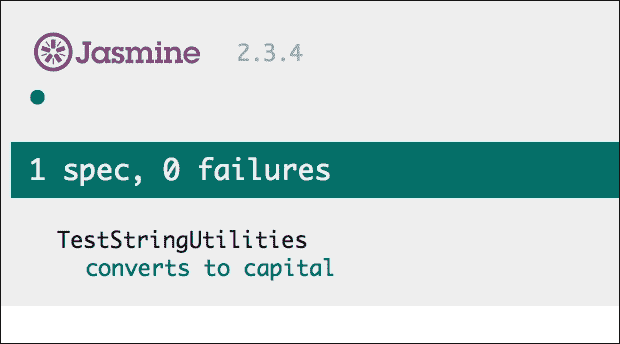 Jasmine 2.3.4
1 spec, 0 failures
TestStringUtilities
converts to capital